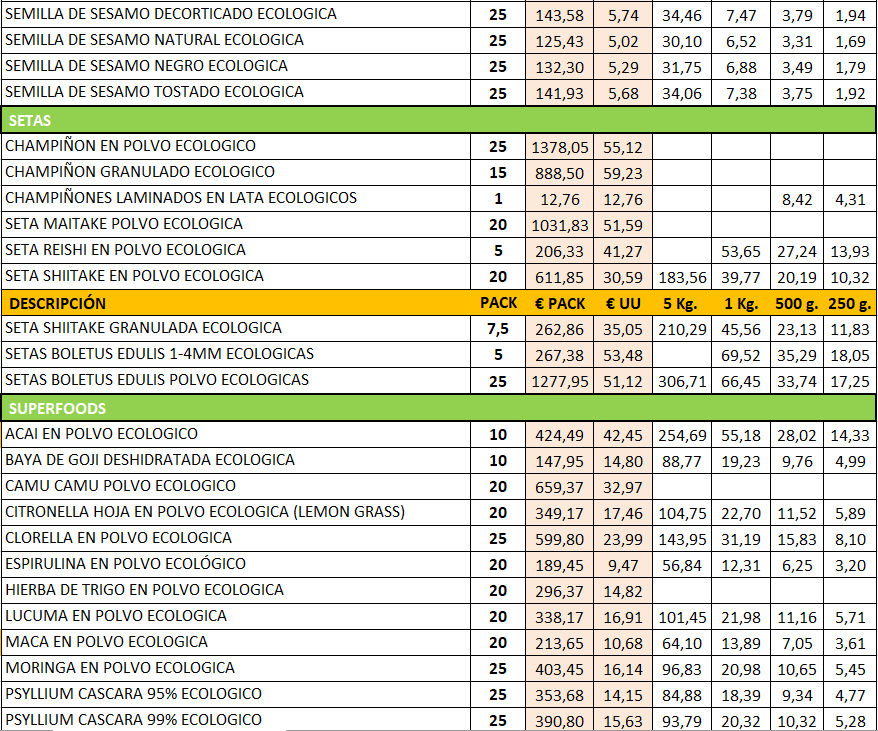 SEMILLA DE SESAMO DECORTICADO ECOLOGICA 25 143,58 5,74 34,46 7,47 3,79 1,94
SEMILLA DE SESAMO NATURAL ECOLOGICA 25 125,43 5,02 30,10 6,52 3,31 1,69
SEMILLA DE SESAMO NEGRO ECOLOGICA 25 132,30 5,29 31,75 6,88 3,49 1,79
SEMILLA DE SESAMO TOSTADO ECOLOGICA 25 141,93 5,68 34,06 7,38 3,75 1,92
SETAS
CHAMPIÑON EN POLVO ECOLOGICO 25 1378,05 55,12
CHAMPIÑON GRANULADO ECOLOGICO 15 888,50 59,23
CHAMPIÑONES LAMINADOS EN LATA ECOLOGICOS 1 12,76 12,76 8,42 4,31
SETA MAITAKE POLVO ECOLOGICA 20 1031,83 51,59
SETA REISHI EN POLVO ECOLOGICA 5 206,33 41,27 53,65 27,24 13,93
SETA SHIITAKE EN POLVO ECOLOGICA 20 611,85 30,59 183,56 39,77 20,19 10,32
DESCRIPCIÓN PACK € PACK € UU 5 Kg. 1 Kg. 500 g. 250 g.
SETA SHIITAKE GRANULADA ECOLOGICA 7,5 262,86 35,05 210,29 45,56 23,13 11,83
SETAS BOLETUS EDULIS 1-4MM ECOLOGICAS 5 267,38 53,48 69,52 35,29 18,05
SETAS BOLETUS EDULIS POLVO ECOLOGICAS 25 1277,95 51,12 306,71 66,45 33,74 17,25
SUPERFOODS
ACAI EN POLVO ECOLOGICO 10 424,49 42,45 254,69 55,18 28,02 14,33
BAYA DE GOJI DESHIDRATADA ECOLOGICA 10 147,95 14,80 88,77 19,23 9,76 4,99
CAMU CAMU POLVO ECOLOGICO 20 659,37 32,97
CITRONELLA HOJA EN POLVO ECOLOGICA (LEMON GRASS) 20 349,17 17,46 104,75 22,70 11,52 5,89
CLORELLA EN POLVO ECOLOGICA 25 599,80 23,99 143,95 31,19 15,83 8,10
ESPIRULINA EN POLVO ECOLÓGICO 20 189,45 9,47 56,84 12,31 6,25 3,20
HIERBA DE TRIGO EN POLVO ECOLOGICA 20 296,37 14,82
LUCUMA EN POLVO ECOLOGICA 20 338,17 16,91 101,45 21,98 11,16 5,71
MACA EN POLVO ECOLOGICA 20 213,65 10,68 64,10 13,89 7,05 3,61
MORINGA EN POLVO ECOLOGICA 25 403,45 16,14 96,83 20,98 10,65 5,45
PSYLLIUM CASCARA 95% ECOLOGICO 25 353,68 14,15 84,88 18,39 9,34 4,77
PSYLLIUM CASCARA 99% ECOLOGICO 25 390,80 15,63 93,79 20,32 10,32 5,28